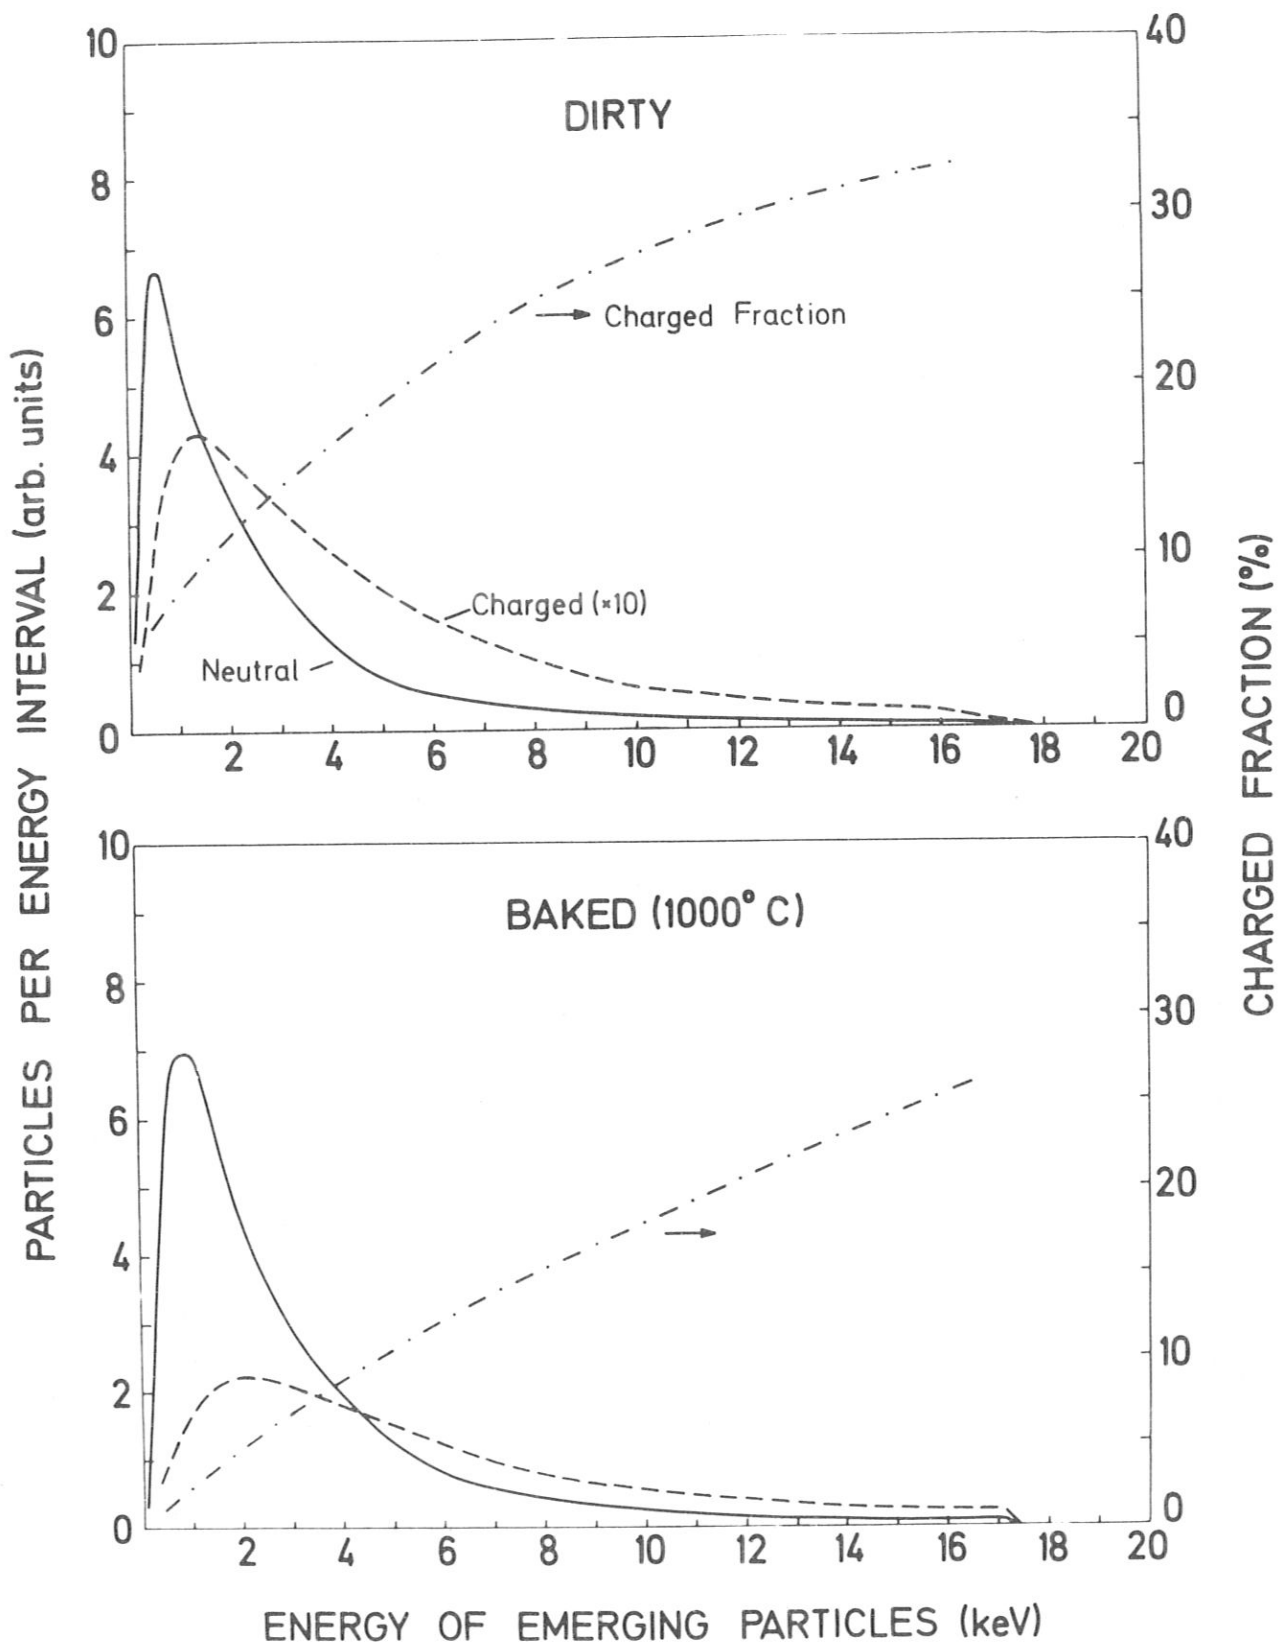 PARTICLES PER ENERGY INTERVAL (arb. units)
10
8
6
4
2
0
DIRTY
Charged Fraction
Charged (×10)
Neutral
40
30
20
10
0
2 4 6 8 10 12 14 16 18 20
10
8
6
4
2
0
BAKED (1000° C)
40
30
20
10
0
2 4 6 8 10 12 14 16 18 20
CHARGED FRACTION (%)
ENERGY OF EMERGING PARTICLES (keV)